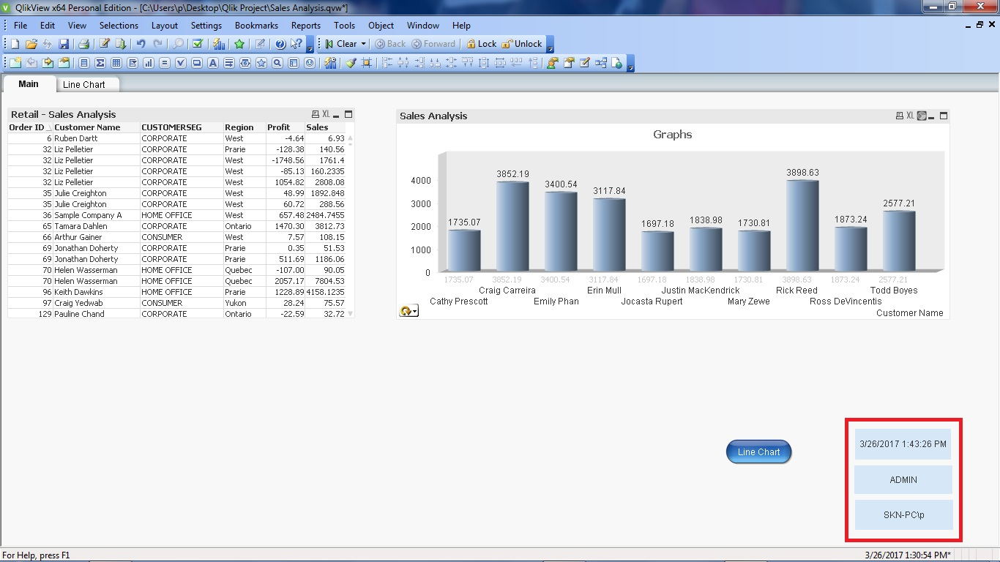 QlikView x64 Personal Edition - [C:\Users\p\Desktop\Qlik Project\Sales Analysis.qvw*]
File Edit View Selections Layout Settings Bookmarks Reports Tools Object Window Help
Clear Back Forward Lock Unlock
Main Line Chart
Retail - Sales Analysis XL
Order ID Customer Name CUSTOMERSEG Region Profit Sales
6 Ruben Dartt CORPORATE West -4.64 6.93
32 Liz Pelletier CORPORATE Prarie -128.38 140.56
32 Liz Pelletier CORPORATE West -1748.56 1761.4
32 Liz Pelletier CORPORATE West -85.13 160.2335
32 Liz Pelletier CORPORATE West 1054.82 2808.08
35 Julie Creighton CORPORATE West 48.99 1892.848
35 Julie Creighton CORPORATE West 60.72 288.56
36 Sample Company A HOME OFFICE West 657.48 2484.7455
65 Tamara Dahlen CORPORATE Ontario 1470.30 3812.73
66 Arthur Gainer CONSUMER West 7.57 108.15
69 Jonathan Doherty CORPORATE Prarie 0.35 51.53
69 Jonathan Doherty CORPORATE Prarie 511.69 1186.06
70 Helen Wasserman HOME OFFICE Quebec -107.00 90.05
70 Helen Wasserman HOME OFFICE Quebec 2057.17 7804.53
96 Keith Dawkins HOME OFFICE Prarie 1228.89 4158.1235
97 Craig Yedwab CONSUMER Yukon 28.24 75.57
129 Pauline Chand CORPORATE Ontario -22.59 32.72
Sales Analysis XL
Graphs
4000
3000
2000
1000
0
1735.07 3852.19 3400.54 3117.84 1697.18 1838.98 1730.81 3898.63 1873.24 2577.21
1735.07 3852.19 3400.54 3117.84 1697.18 1838.98 1730.81 3898.63 1873.24 2577.21
Craig Carreira Erin Mull Justin MacKendrick Rick Reed Todd Boyes
Cathy Prescott Emily Phan Jocasta Rupert Mary Zewe Ross DeVincentis
Customer Name
Line Chart
3/26/2017 1:43:26 PM
ADMIN
SKN-PC\p
For Help, press F1 3/26/2017 1:30:54 PM*